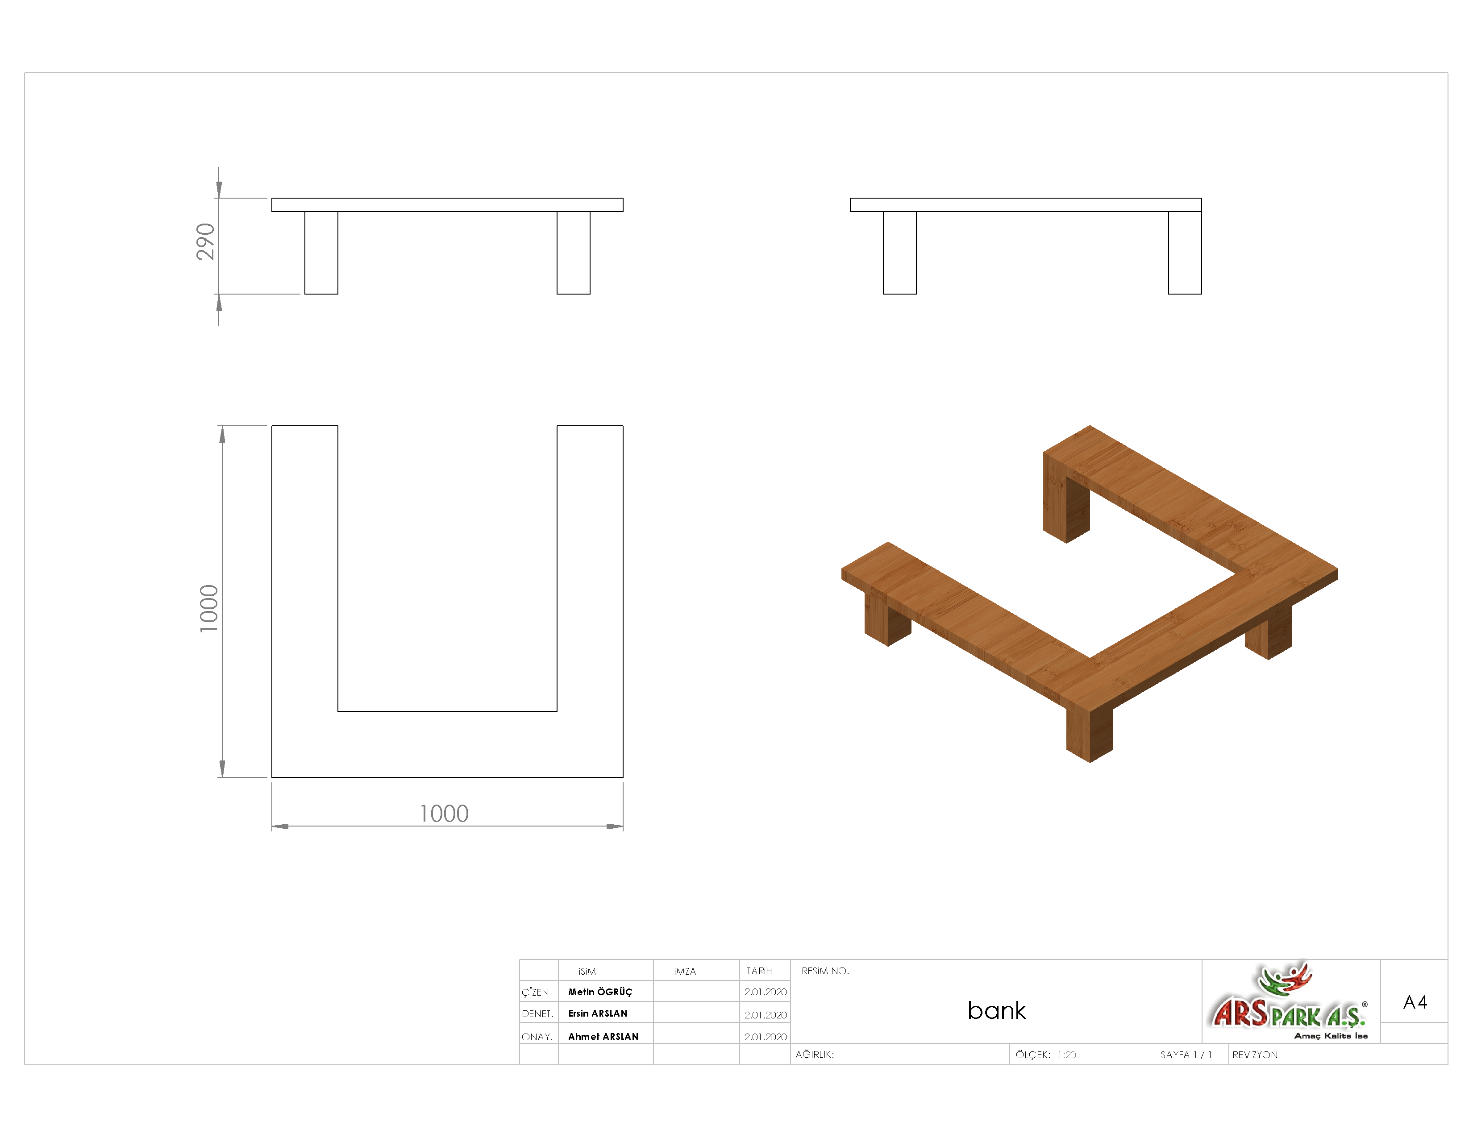 290
1000
1000
İSİM İMZA TARİH RESİM NO.
ÇİZEN. Metin ÖGRÜÇ 2.01.2020
bank
A4
DENET. Ersin ARSLAN 2.01.2020
ARSPARK A.Ş.®
ONAY. Ahmet ARSLAN 2.01.2020
Amaç Kalite İse
AĞIRLIK: ÖLÇEK: 1:20 SAYFA 1 / 1 REVİZYON